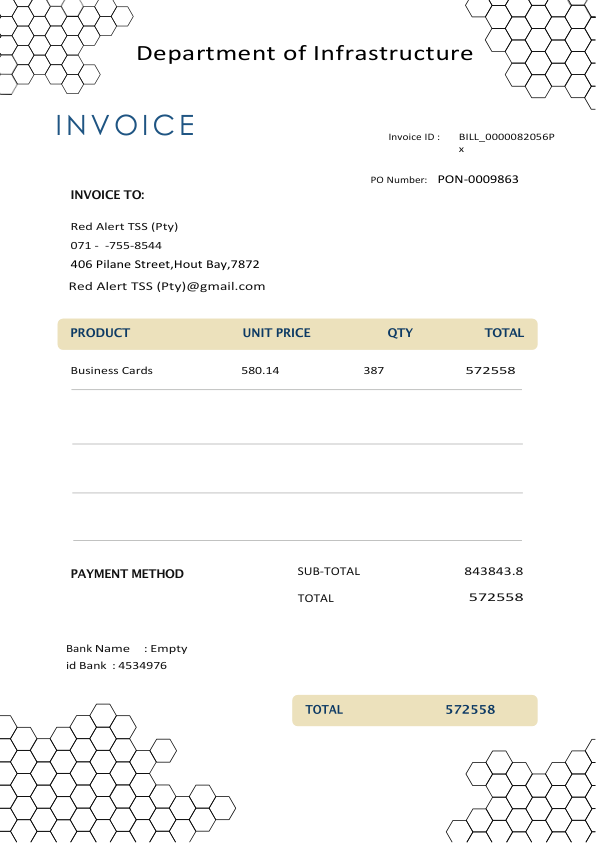 Department of Infrastructure
INVOICE
Invoice ID : BILL_0000082056P
x
PO Number: PON-0009863
INVOICE TO:
Red Alert TSS (Pty)
071 - -755-8544
406 Pilane Street,Hout Bay,7872
Red Alert TSS (Pty)@gmail.com
PRODUCT UNIT PRICE QTY TOTAL
Business Cards 580.14 387 572558
PAYMENT METHOD
SUB-TOTAL 843843.8
TOTAL 572558
Bank Name : Empty
id Bank : 4534976
TOTAL 572558